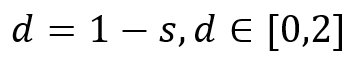 d = 1 − s, d ∈ [0,2]